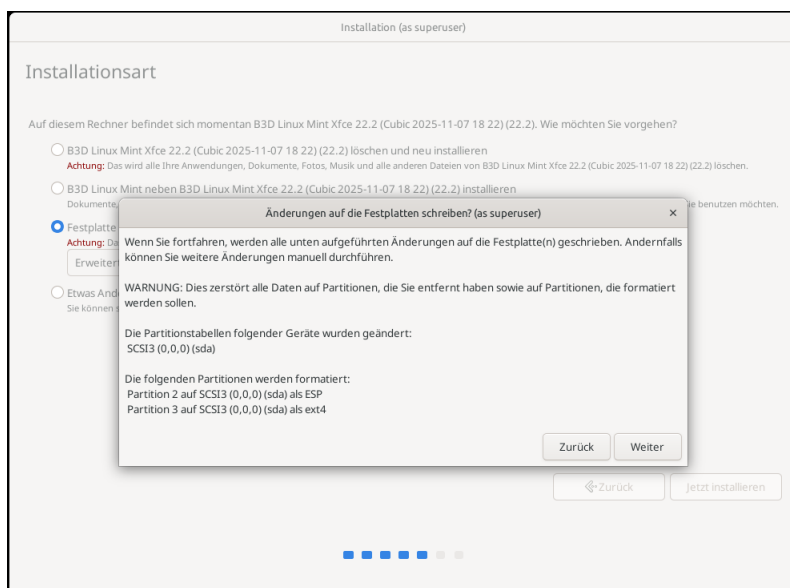 Installation (as superuser)
Installationsart
Auf diesem Rechner befindet sich momentan B3D Linux Mint Xfce 22.2 (Cubic 2025-11-07 18 22) (22.2). Wie möchten Sie vorgehen?
B3D Linux Mint Xfce 22.2 (Cubic 2025-11-07 18 22) (22.2) löschen und neu installieren
Achtung: Das wird alle Ihre Anwendungen, Dokumente, Fotos, Musik und alle anderen Dateien von B3D Linux Mint Xfce 22.2 (Cubic 2025-11-07 18 22) (22.2) löschen.
B3D Linux Mint neben B3D Linux Mint Xfce 22.2 (Cubic 2025-11-07 18 22) (22.2) installieren
Dokumente, ie benutzen möchten.
Änderungen auf die Festplatten schreiben? (as superuser)
Festplatte
Achtung: Da
Erweiter
Etwas And
Sie können s
Wenn Sie fortfahren, werden alle unten aufgeführten Änderungen auf die Festplatte(n) geschrieben. Andernfalls
können Sie weitere Änderungen manuell durchführen.
WARNUNG: Dies zerstört alle Daten auf Partitionen, die Sie entfernt haben sowie auf Partitionen, die formatiert
werden sollen.
Die Partitionstabellen folgender Geräte wurden geändert:
SCSI3 (0,0,0) (sda)
Die folgenden Partitionen werden formatiert:
Partition 2 auf SCSI3 (0,0,0) (sda) als ESP
Partition 3 auf SCSI3 (0,0,0) (sda) als ext4
Zurück Weiter
Zurück Jetzt installieren